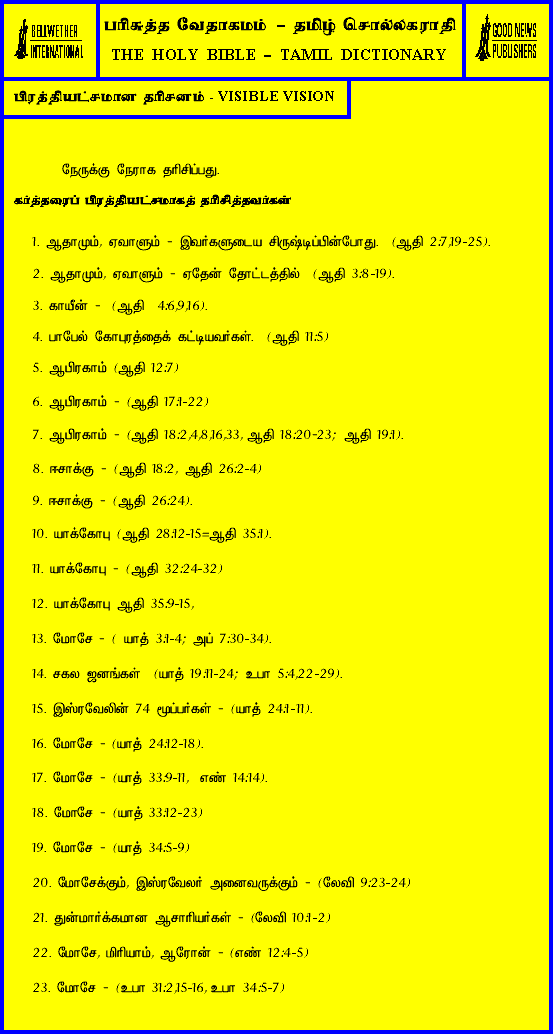 BELLWETHER
INTERNATIONAL
பரிசுத்த வேதாகமம் – தமிழ் சொல்லகராதி
THE HOLY BIBLE – TAMIL DICTIONARY
GOOD NEWS
PUBLISHERS
பிரத்தியட்சமான தரிசனம் - VISIBLE VISION
நேருக்கு நேராக தரிசிப்பது.
கர்த்தரைப் பிரத்தியட்சமாகத் தரிசித்தவர்கள்
1. ஆதாமும், ஏவாளும் - இவர்களுடைய சிருஷ்டிப்பின்போது. (ஆதி 2:7,19-25).
2. ஆதாமும், ஏவாளும் - ஏதேன் தோட்டத்தில் (ஆதி 3:8-19).
3. காயீன் - (ஆதி 4:6,9,16).
4. பாபேல் கோபுரத்தைக் கட்டியவர்கள். (ஆதி 11:5)
5. ஆபிரகாம் (ஆதி 12:7)
6. ஆபிரகாம் - (ஆதி 17:1-22)
7. ஆபிரகாம் - (ஆதி 18:2,4,8,16,33, ஆதி 18:20-23; ஆதி 19:1).
8. ஈசாக்கு - (ஆதி 18:2, ஆதி 26:2-4)
9. ஈசாக்கு - (ஆதி 26:24).
10. யாக்கோபு (ஆதி 28:12-15=ஆதி 35:1).
11. யாக்கோபு - (ஆதி 32:24-32)
12. யாக்கோபு ஆதி 35:9-15,
13. மோசே - ( யாத் 3:1-4; அப் 7:30-34).
14. சகல ஜனங்கள் (யாத் 19:11-24; உபா 5:4,22-29).
15. இஸ்ரவேலின் 74 மூப்பர்கள் - (யாத் 24:1-11).
16. மோசே - (யாத் 24:12-18).
17. மோசே - (யாத் 33:9-11, எண் 14:14).
18. மோசே - (யாத் 33:12-23)
19. மோசே - (யாத் 34:5-9)
20. மோசேக்கும், இஸ்ரவேலர் அனைவருக்கும் - (லேவி 9:23-24)
21. துன்மார்க்கமான ஆசாரியர்கள் - (லேவி 10:1-2)
22. மோசே, மிரியாம், ஆரோன் - (எண் 12:4-5)
23. மோசே - (உபா 31:2,15-16, உபா 34:5-7)